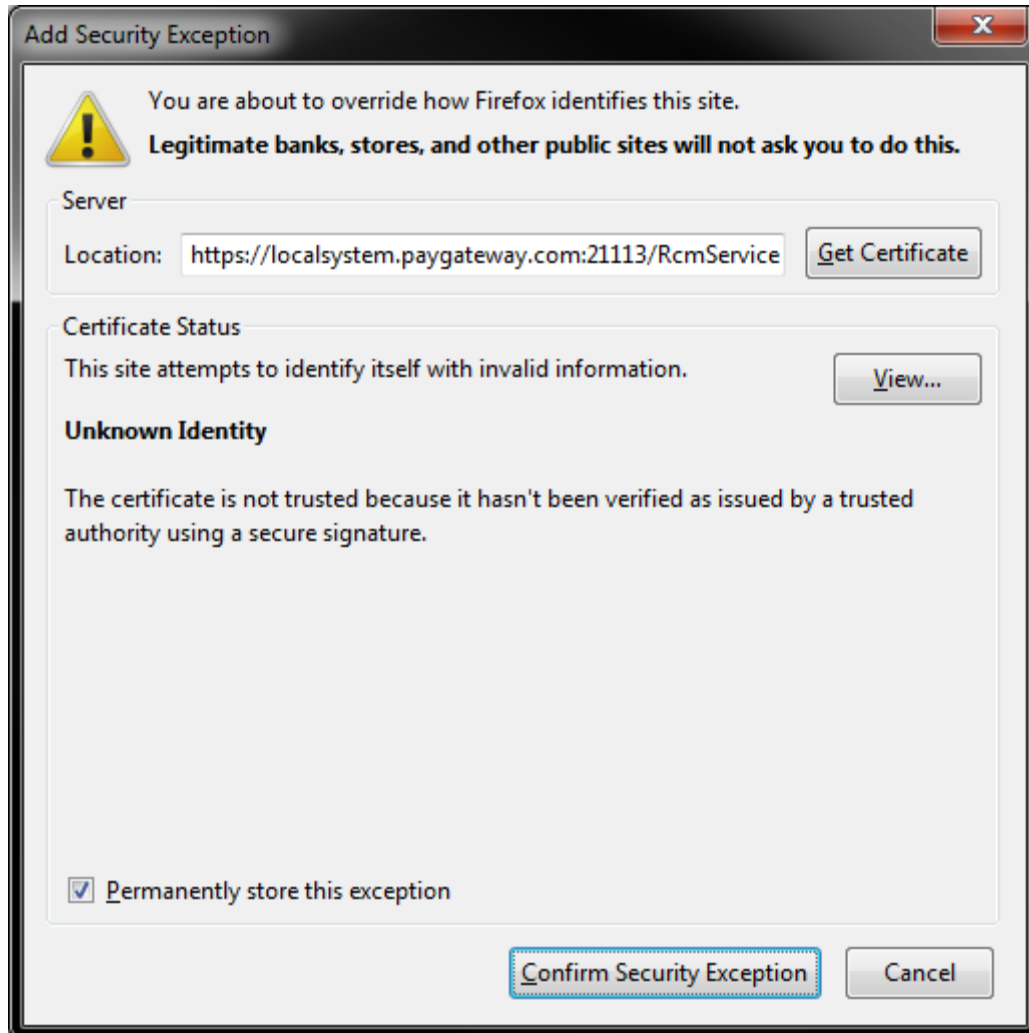 Add Security Exception
You are about to override how Firefox identifies this site.
Legitimate banks, stores, and other public sites will not ask you to do this.
Server
Location: https://localsystem.paygateway.com:21113/RcmService Get Certificate
Certificate Status
This site attempts to identify itself with invalid information.
View...
Unknown Identity
The certificate is not trusted because it hasn't been verified as issued by a trusted
authority using a secure signature.
Permanently store this exception
Confirm Security Exception Cancel